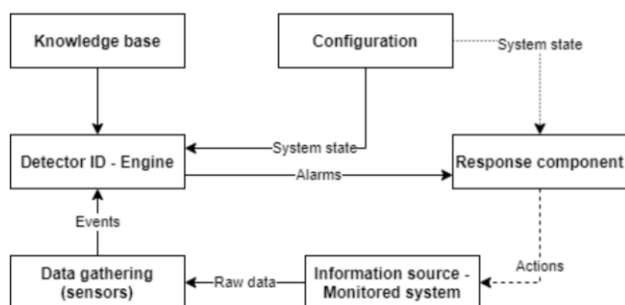 Knowledge base
Configuration
System state
Detector ID - Engine
System state
Alarms
Response component
Events
Data gathering
(sensors)
Raw data
Information source -
Monitored system
Actions